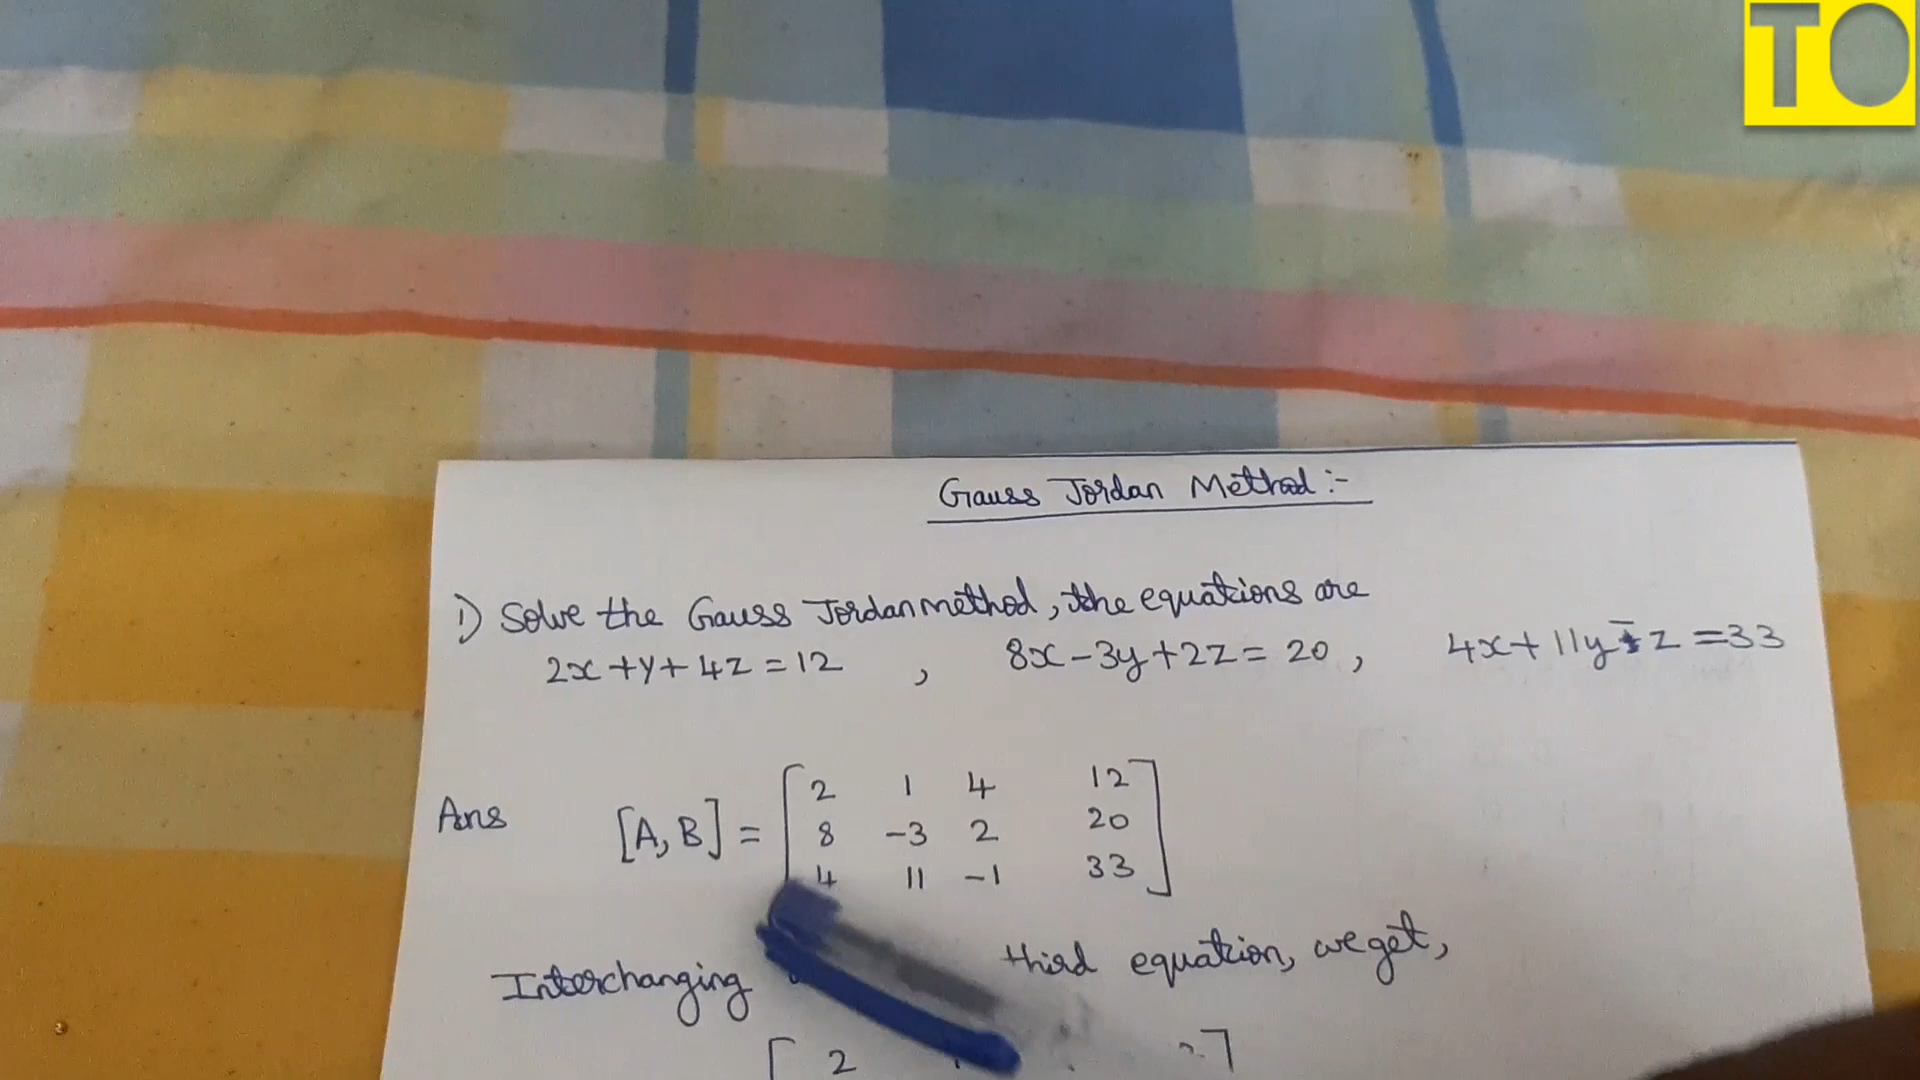 TO
Gauss Jordan Method :-
1) Solve the Gauss Jordan method, the equations are
2x + y + 4z = 12 , 8x - 3y + 2z = 20 , 4x + 11y - z = 33
Ans [A, B] = [ 2 1 4 12
8 -3 2 20
4 11 -1 33 ]
Interchanging third equation, we get,
[ 2 ]